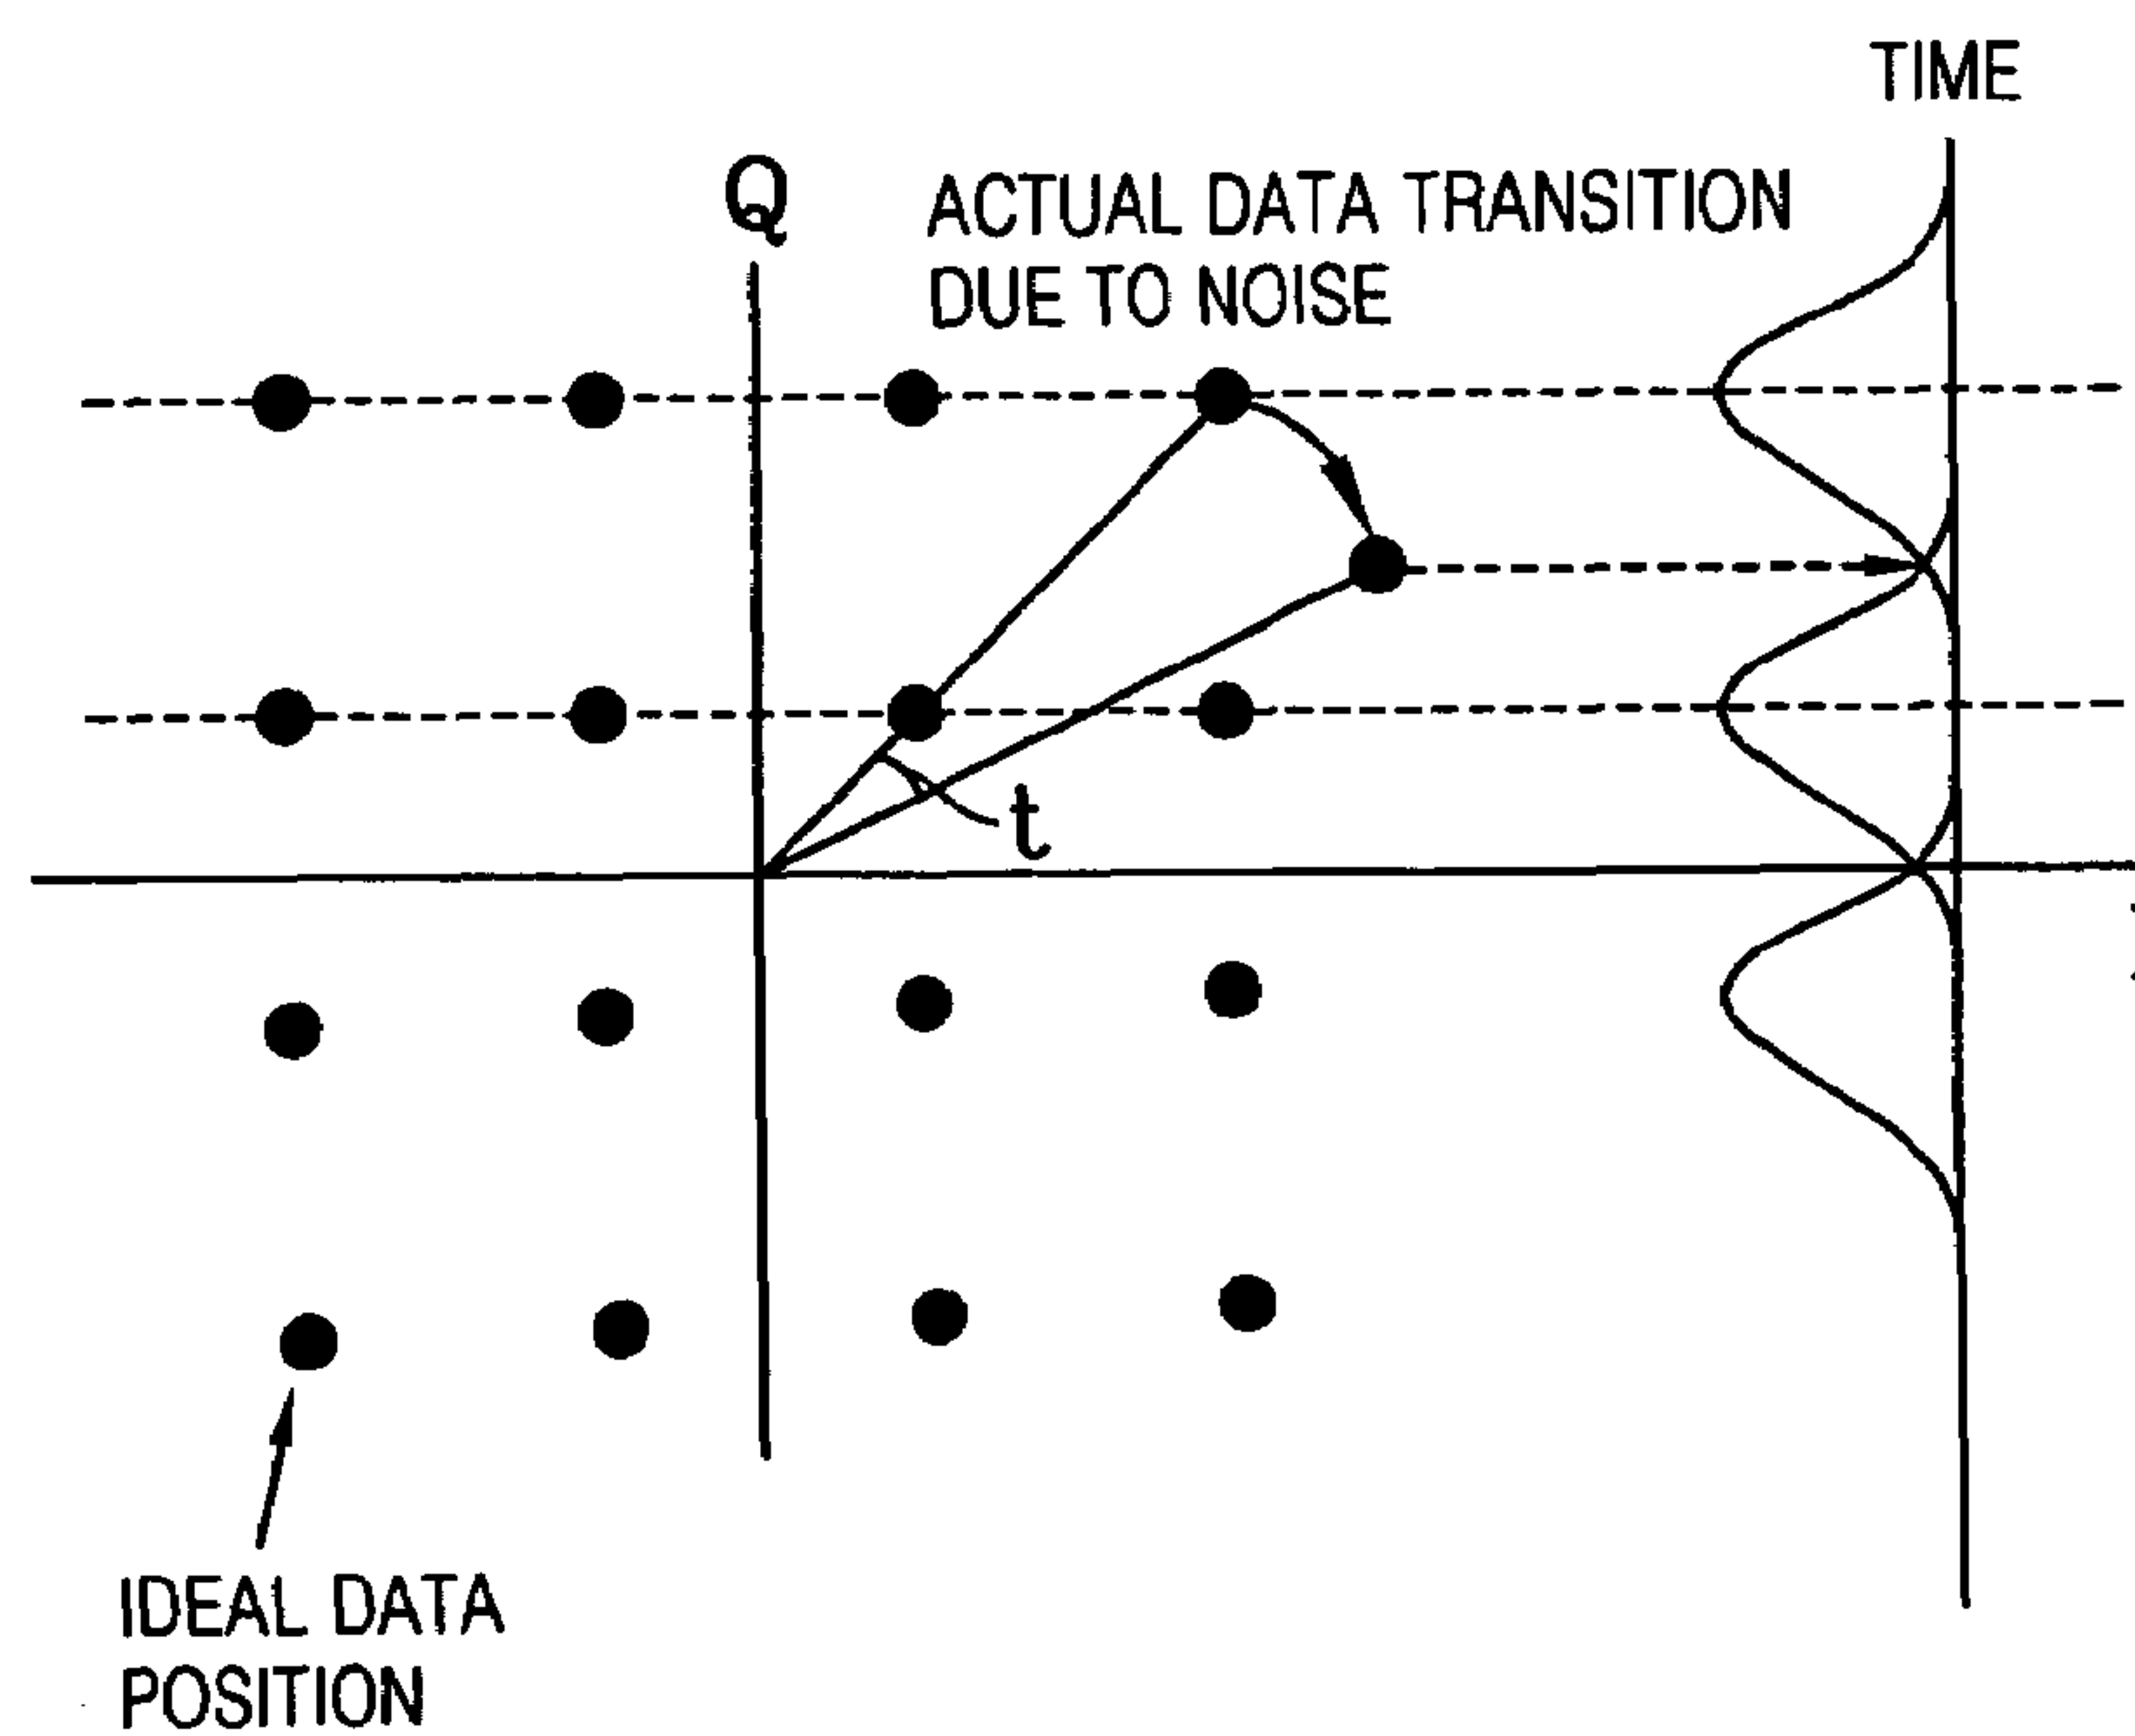 TIME
Q
ACTUAL DATA TRANSITION
DUE TO NOISE
t
IDEAL DATA
POSITION